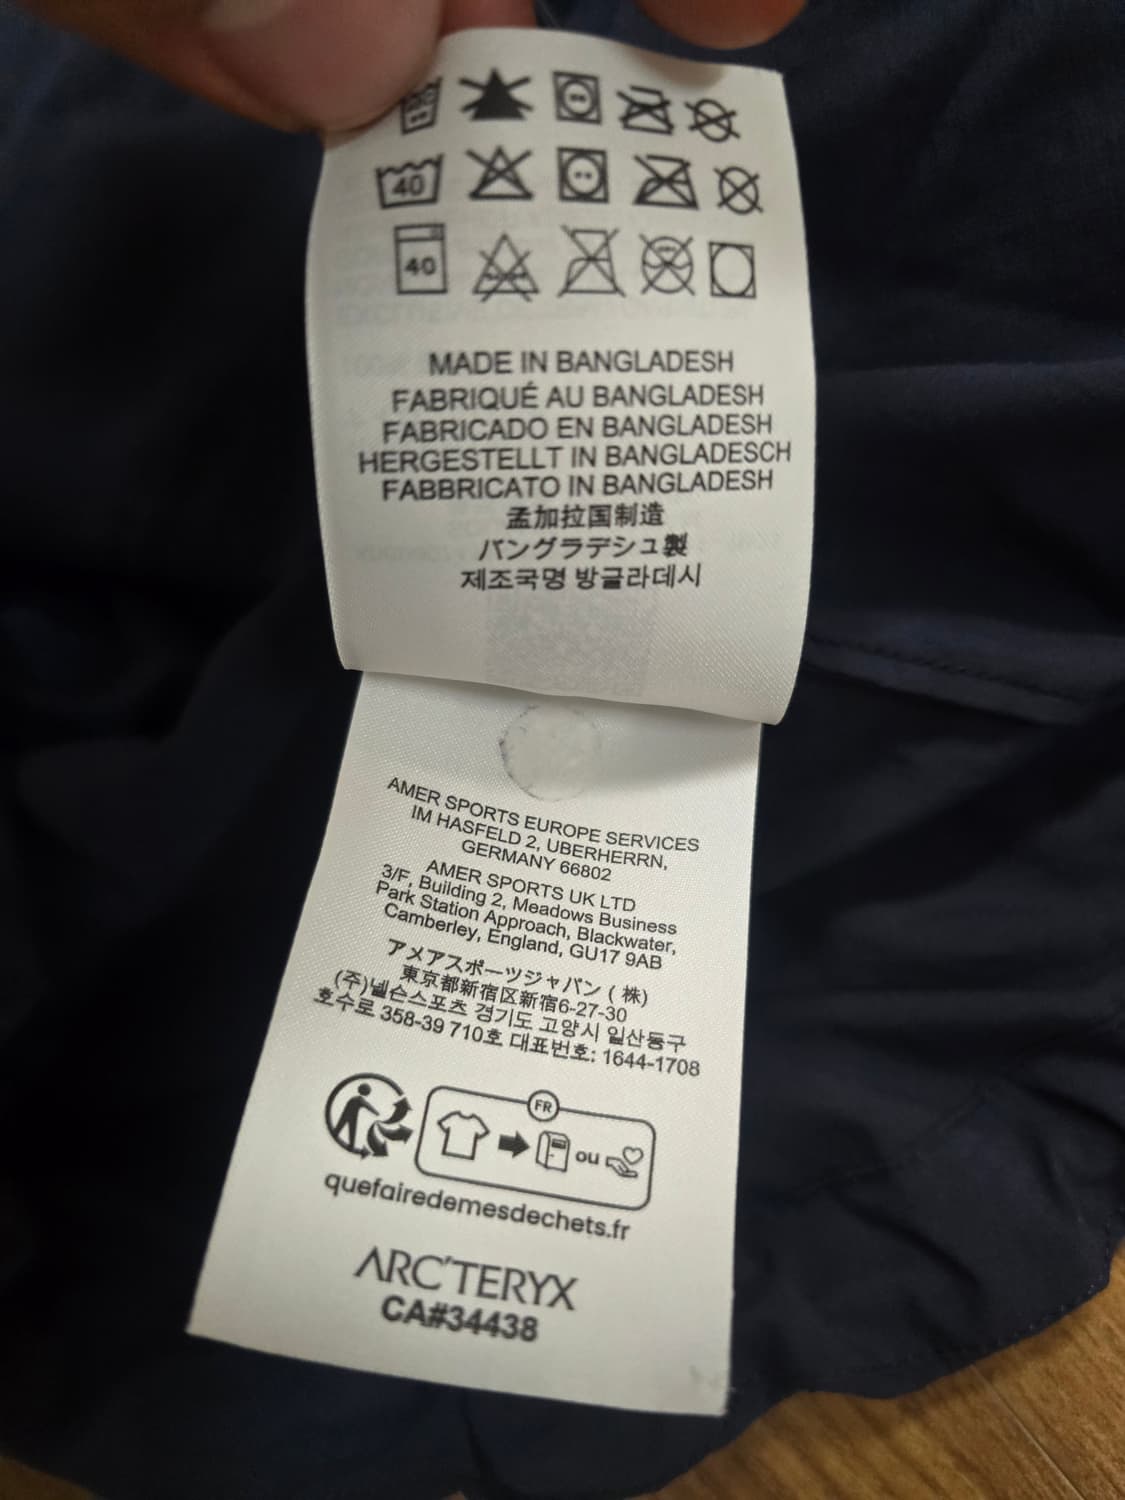 40
40
MADE IN BANGLADESH
FABRIQUÉ AU BANGLADESH
FABRICADO EN BANGLADESH
HERGESTELLT IN BANGLADESCH
FABBRICATO IN BANGLADESH
孟加拉国制造
バングラデシュ製
제조국명 방글라데시
AMER SPORTS EUROPE SERVICES
IM HASFELD 2, UBERHERRN,
GERMANY 66802
AMER SPORTS UK LTD
3/F, Building 2, Meadows Business
Park Station Approach, Blackwater,
Camberley, England, GU17 9AB
アメアスポーツジャパン (株)
東京都新宿区新宿6-27-30
(주)넬슨스포츠 경기도 고양시 일산동구
호수로 358-39 710호 대표번호: 1644-1708
FR
ou
quefairedemesdechets.fr
ARC'TERYX
CA#34438